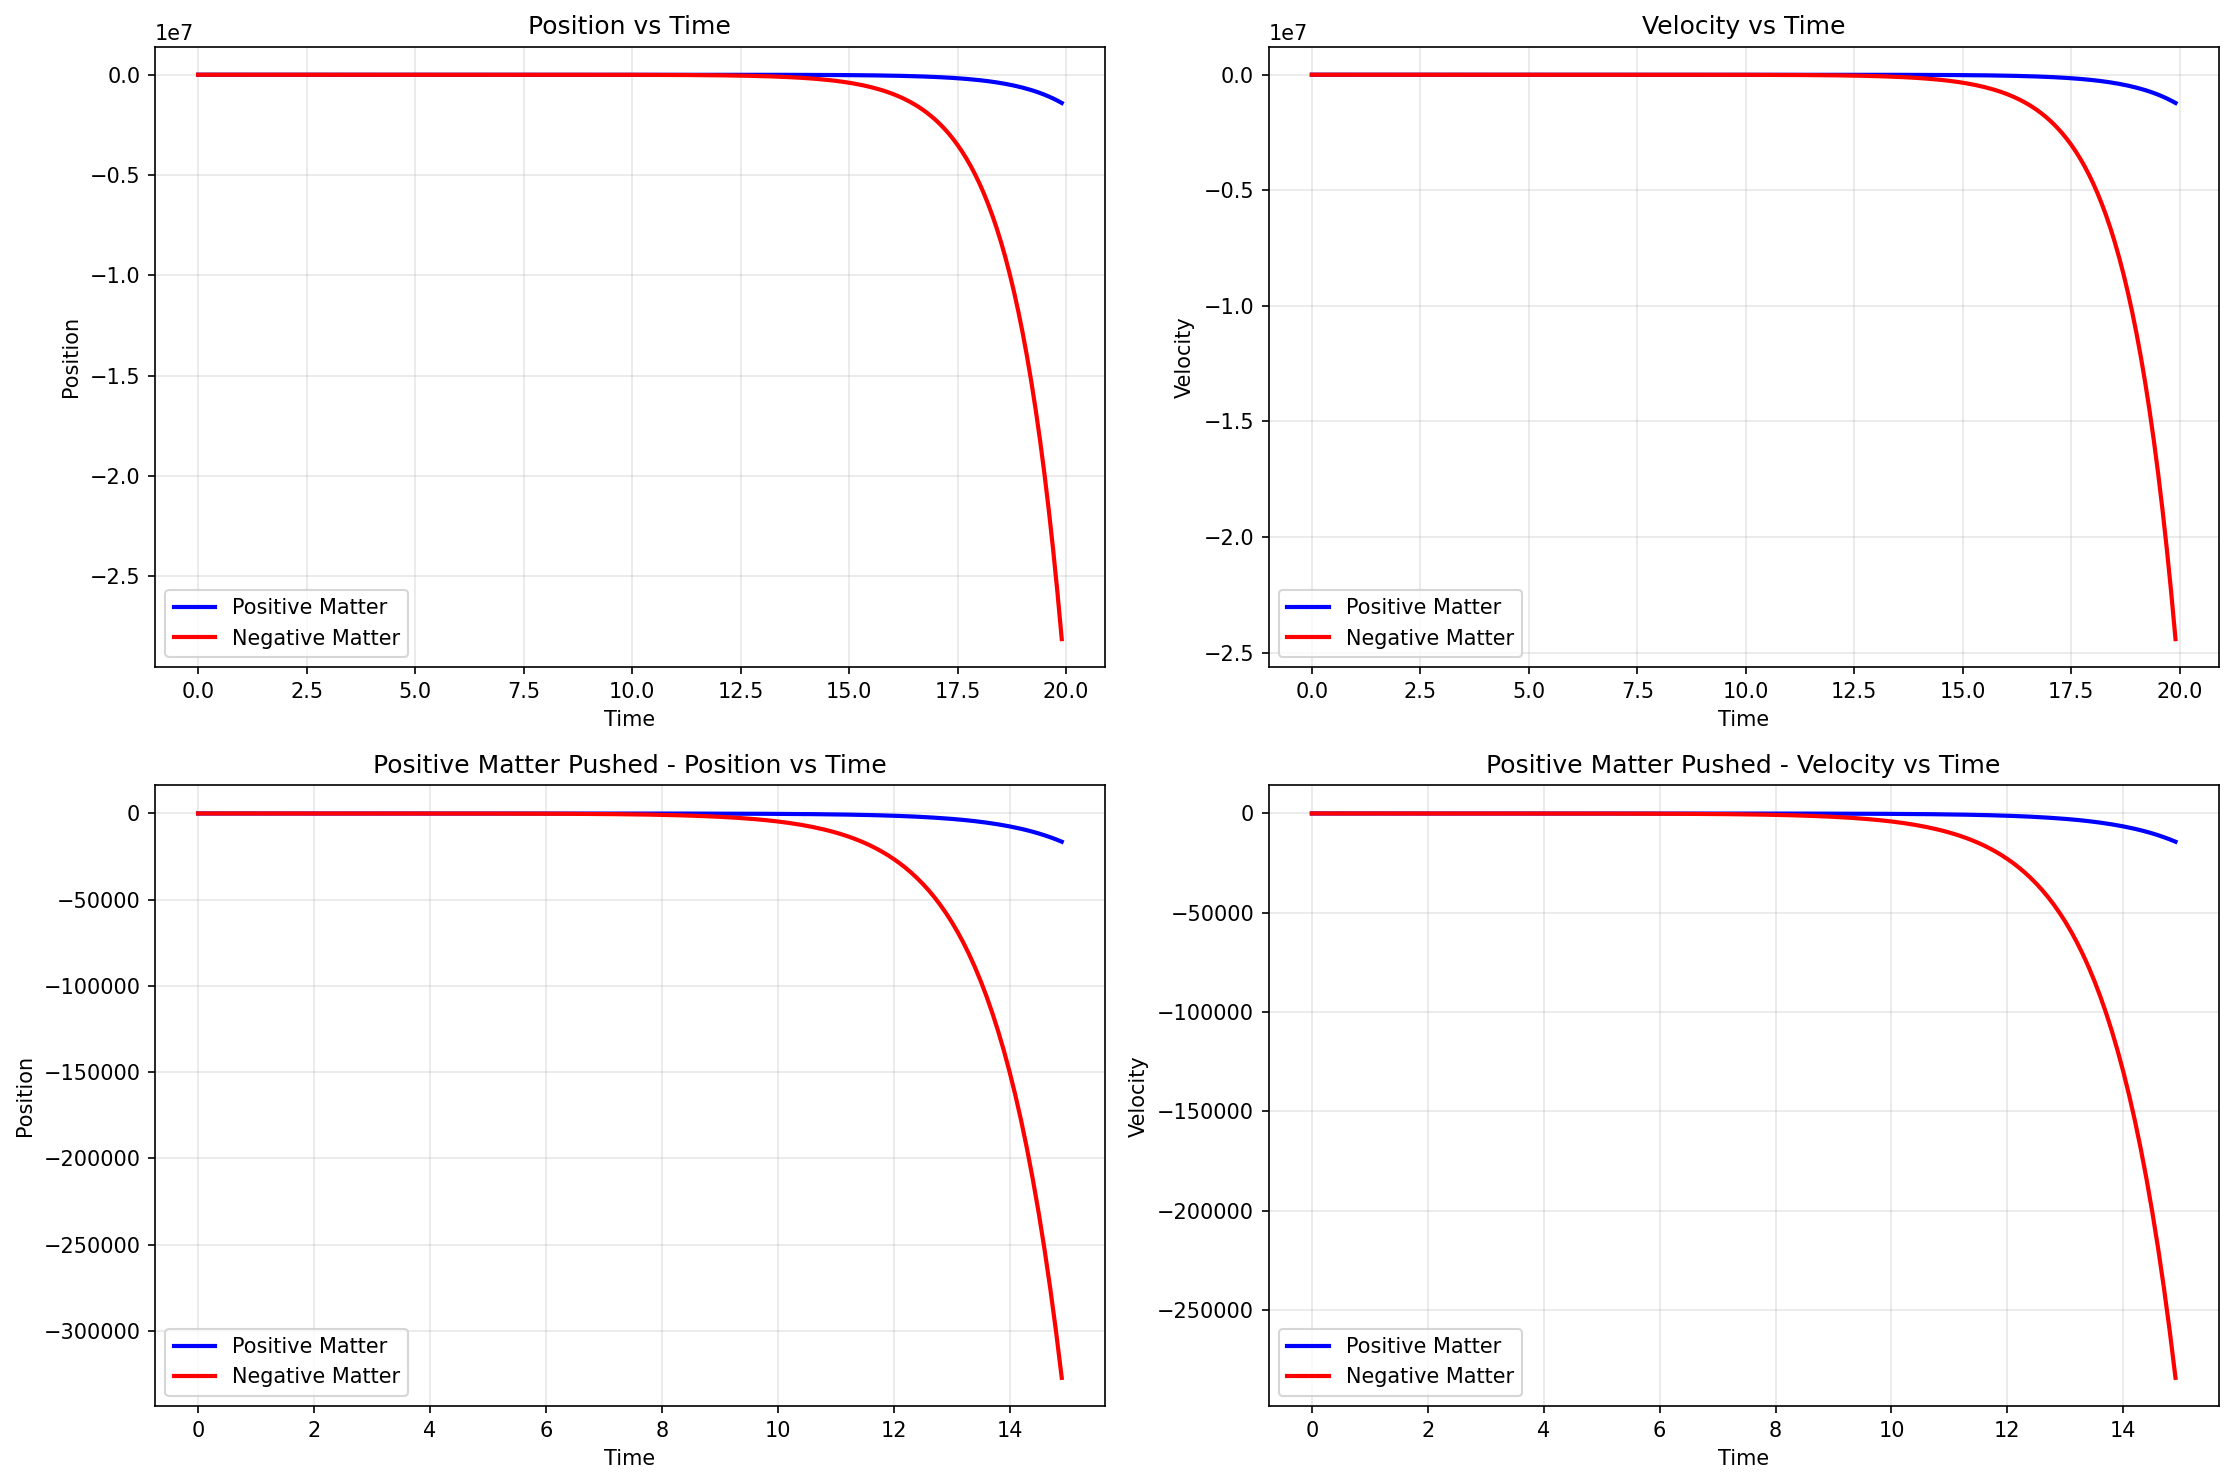 Position vs Time
1e7
0.0
−0.5
−1.0
−1.5
−2.0
−2.5
Position
Positive Matter
Negative Matter
0.0 2.5 5.0 7.5 10.0 12.5 15.0 17.5 20.0
Time
Velocity vs Time
1e7
0.0
−0.5
−1.0
−1.5
−2.0
−2.5
Velocity
Positive Matter
Negative Matter
0.0 2.5 5.0 7.5 10.0 12.5 15.0 17.5 20.0
Time
Positive Matter Pushed - Position vs Time
0
−50000
−100000
−150000
−200000
−250000
−300000
Position
Positive Matter
Negative Matter
0 2 4 6 8 10 12 14
Time
Positive Matter Pushed - Velocity vs Time
0
−50000
−100000
−150000
−200000
−250000
Velocity
Positive Matter
Negative Matter
0 2 4 6 8 10 12 14
Time